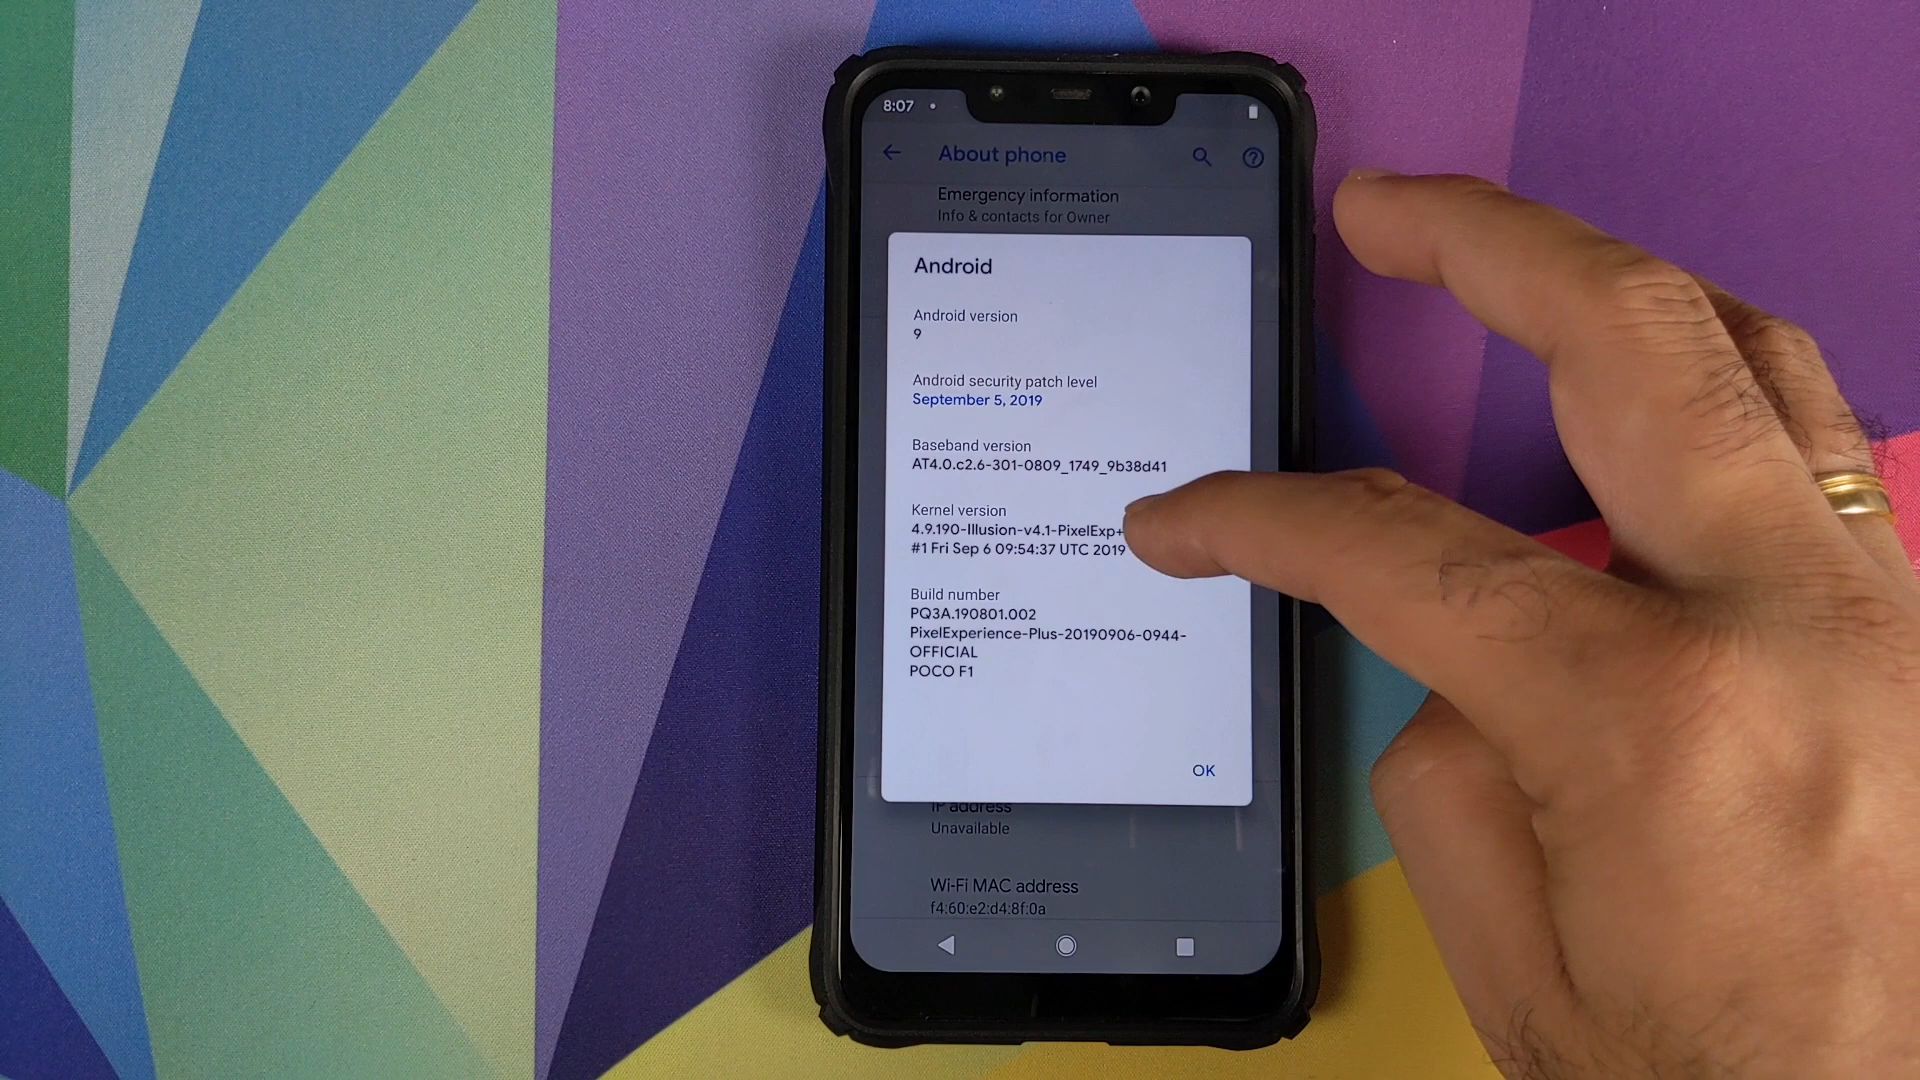 8:07
About phone
Emergency information
Info & contacts for Owner
Android
Android version
9
Android security patch level
September 5, 2019
Baseband version
AT4.0.c2.6-301-0809_1749_9b38d41
Kernel version
4.9.190-Illusion-v4.1-PixelExp+
#1 Fri Sep 6 09:54:37 UTC 2019
Build number
PQ3A.190801.002
PixelExperience-Plus-20190906-0944-
OFFICIAL
POCO F1
OK
IP address
Unavailable
Wi-Fi MAC address
f4:60:e2:d4:8f:0a